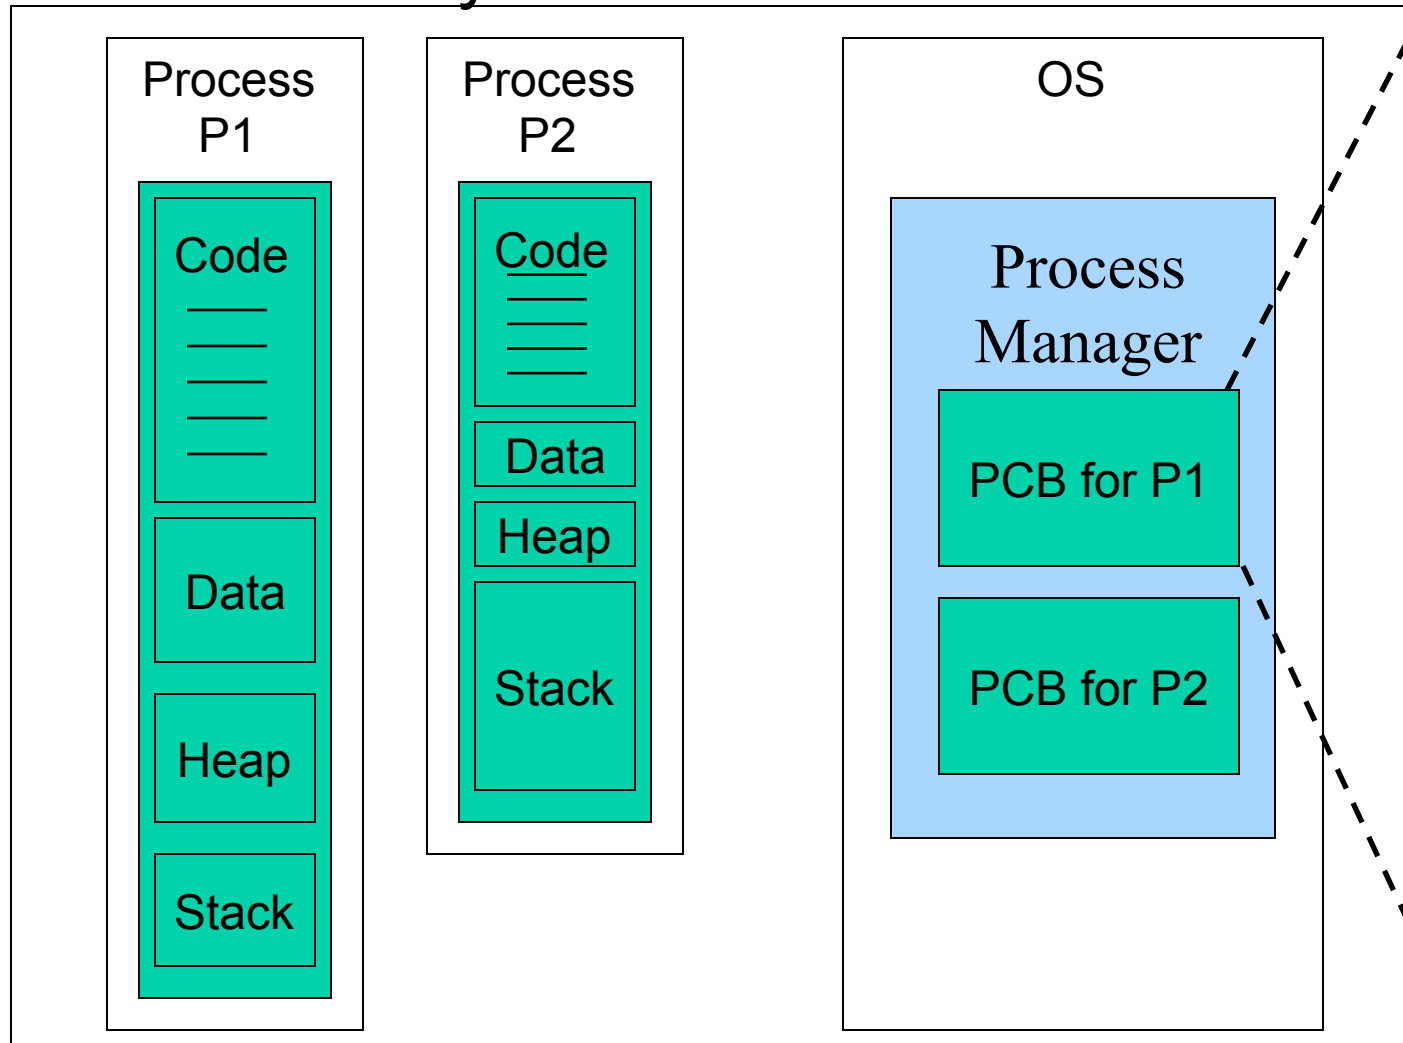 Process
P1
Code
Data
Heap
Stack
Process
P2
Code
Data
Heap
Stack
OS
Process
Manager
PCB for P1
PCB for P2